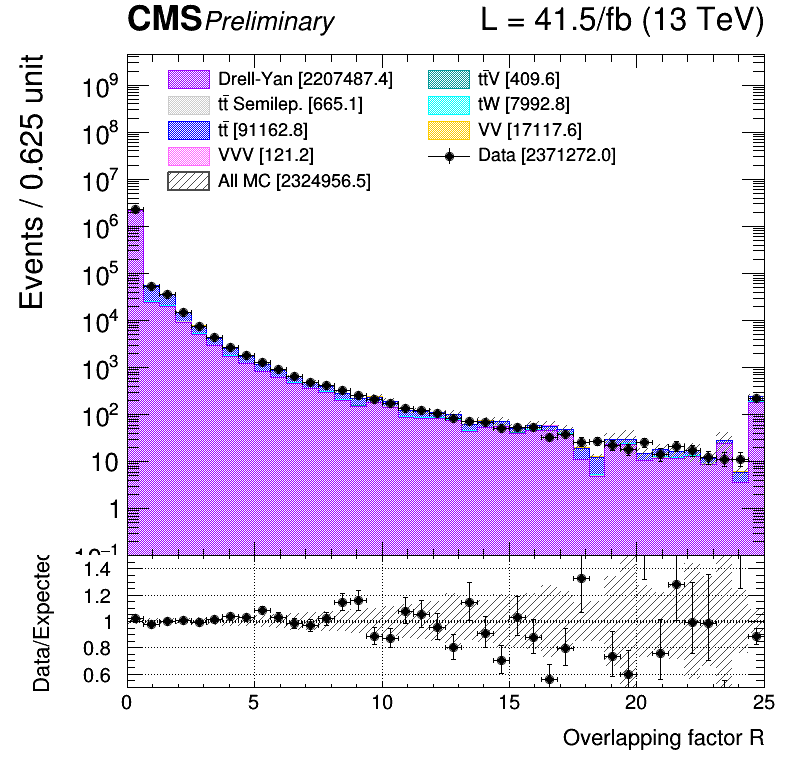 CMS Preliminary L = 41.5/fb (13 TeV)
Events / 0.625 unit
Drell-Yan [2207487.4]
tt̄ Semilep. [665.1]
tt̄ [91162.8]
VVV [121.2]
All MC [2324956.5]
tt̄V [409.6]
tW [7992.8]
VV [17117.6]
Data [2371272.0]
10⁹
10⁸
10⁷
10⁶
10⁵
10⁴
10³
10²
10
1
10⁻¹
Data/Expected
1.4
1.2
1
0.8
0.6
0 5 10 15 20 25
Overlapping factor R